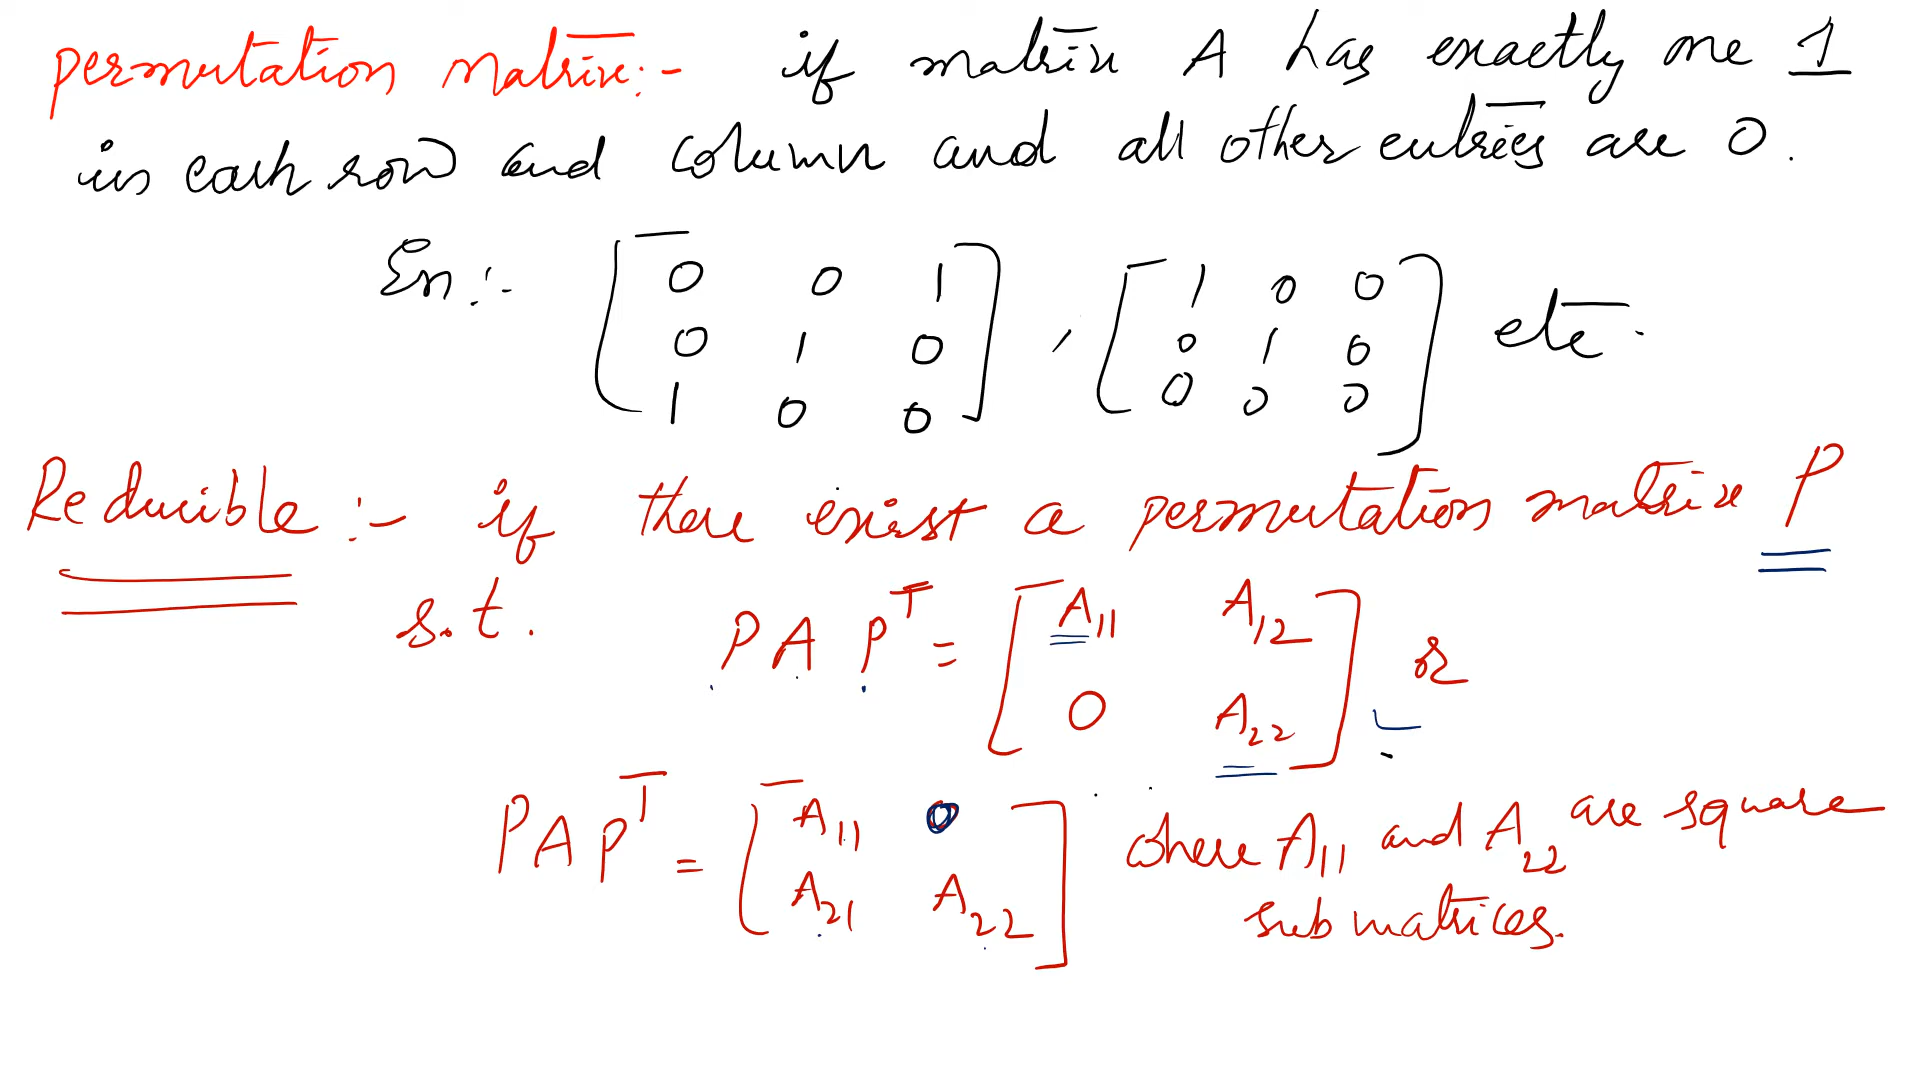 permutation Matrix:- if matrix A has exactly one 1
in each row and column and all other entries are 0.
Ex:- [0 0 1
0 1 0
1 0 0] , [1 0 0
0 1 0
0 0 0] etc.
Reducible :- if there exist a permutation matrix P
s.t. P A P^T = [A11 A12
0 A22] or
P A P^T = [A11 0
A21 A22] where A11 and A22 are square
sub matrices.